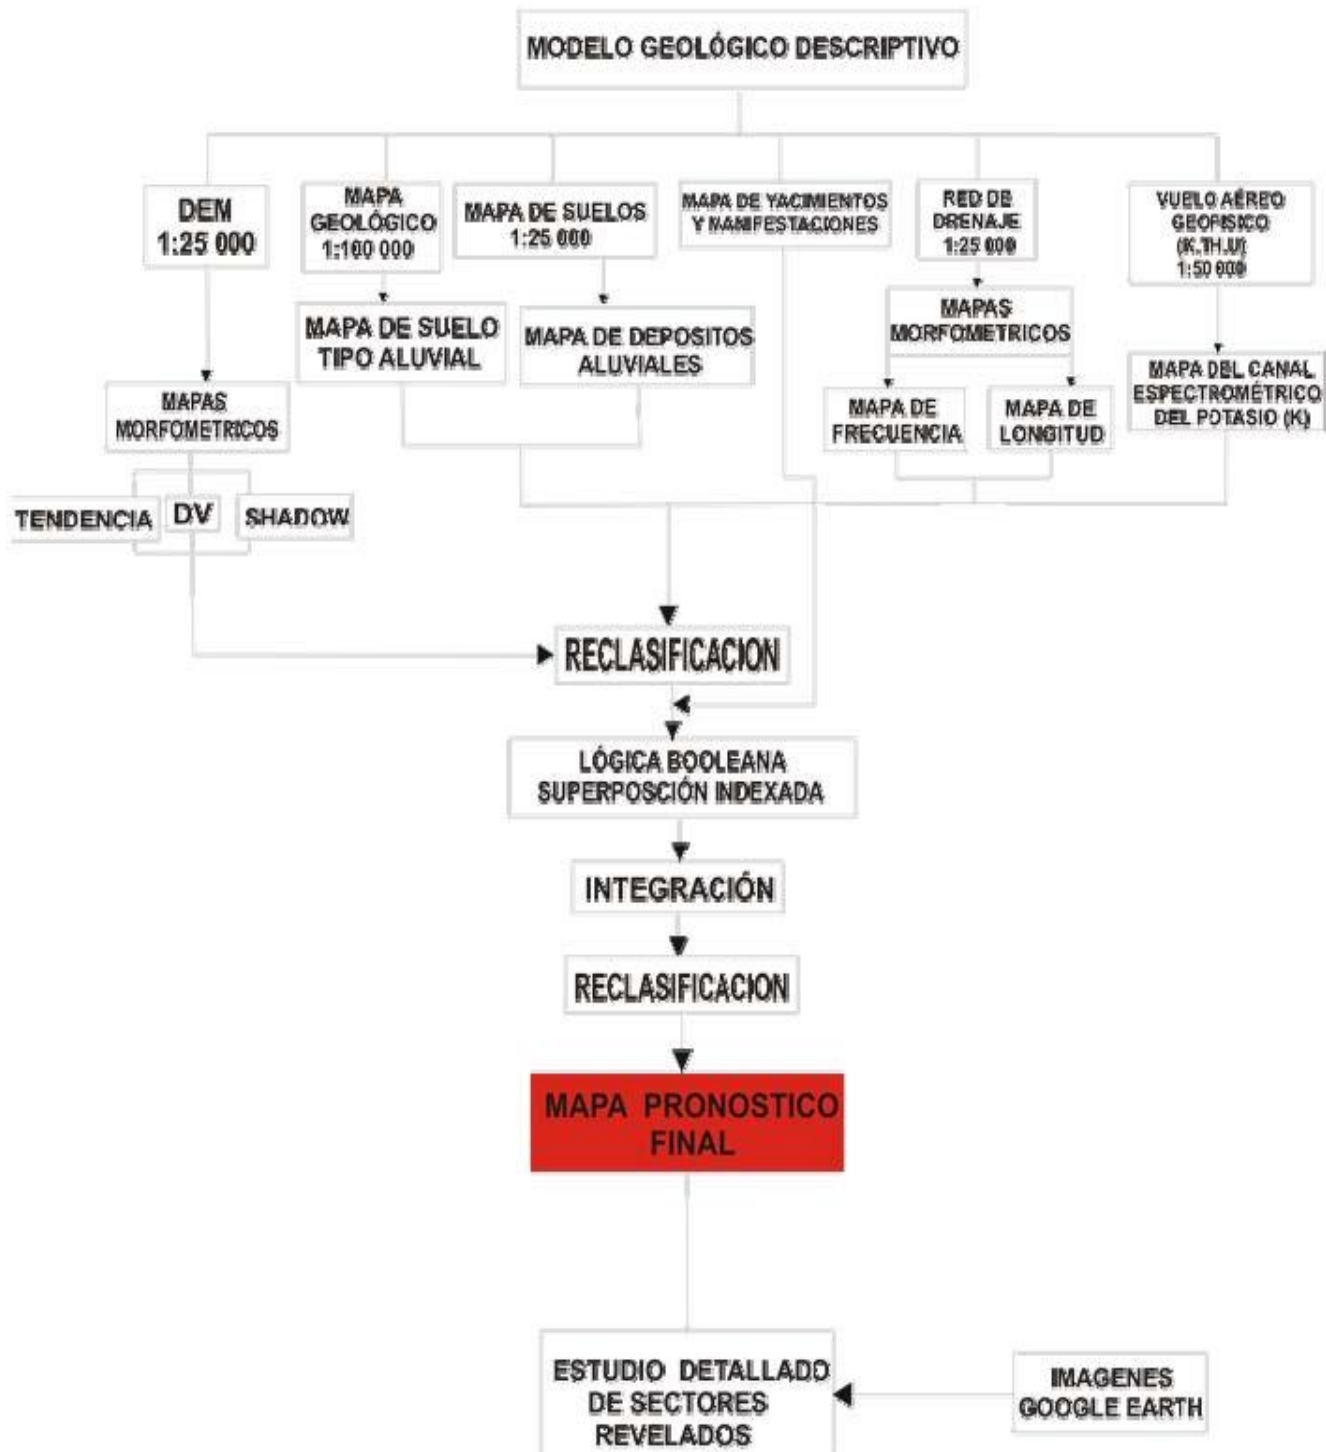 MODELO GEOLÓGICO DESCRIPTIVO
DEM
1:25 000
MAPA
GEOLÓGICO
1:100 000
MAPA DE SUELOS
1:25 000
MAPA DE YACIMIENTOS
Y MANIFESTACIONES
RED DE
DRENAJE
1:25 000
VUELO AÉREO
GEOFISICO
(K,TH,U)
1:50 000
MAPA DE SUELO
TIPO ALUVIAL
MAPA DE DEPOSITOS
ALUVIALES
MAPAS
MORFOMETRICOS
MAPA DEL CANAL
ESPECTROMÉTRICO
DEL POTASIO (K)
MAPAS
MORFOMETRICOS
MAPA DE
FRECUENCIA
MAPA DE
LONGITUD
TENDENCIA
DV
SHADOW
RECLASIFICACION
LÓGICA BOOLEANA
SUPERPOSCIÓN INDEXADA
INTEGRACIÓN
RECLASIFICACION
MAPA PRONOSTICO
FINAL
ESTUDIO DETALLADO
DE SECTORES
REVELADOS
IMAGENES
GOOGLE EARTH